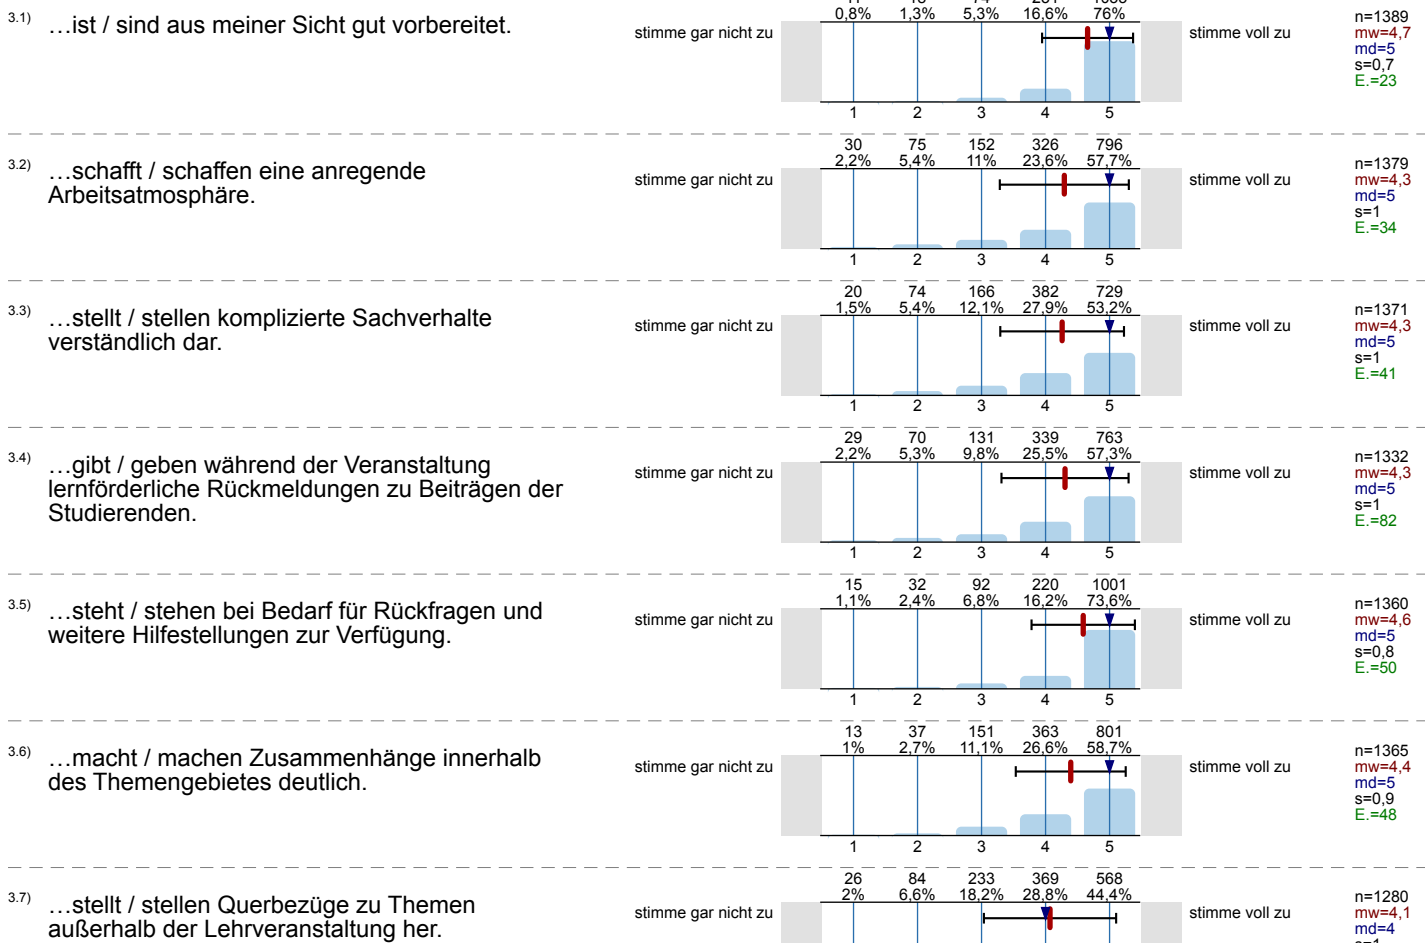 3.1) …ist / sind aus meiner Sicht gut vorbereitet.
stimme gar nicht zu
0,8% 1,3% 5,3% 16,6% 76%
1 2 3 4 5
stimme voll zu
n=1389
mw=4,7
md=5
s=0,7
E.=23
3.2) …schafft / schaffen eine anregende
Arbeitsatmosphäre.
stimme gar nicht zu
30 75 152 326 796
2,2% 5,4% 11% 23,6% 57,7%
1 2 3 4 5
stimme voll zu
n=1379
mw=4,3
md=5
s=1
E.=34
3.3) …stellt / stellen komplizierte Sachverhalte
verständlich dar.
stimme gar nicht zu
20 74 166 382 729
1,5% 5,4% 12,1% 27,9% 53,2%
1 2 3 4 5
stimme voll zu
n=1371
mw=4,3
md=5
s=1
E.=41
3.4) …gibt / geben während der Veranstaltung
lernförderliche Rückmeldungen zu Beiträgen der
Studierenden.
stimme gar nicht zu
29 70 131 339 763
2,2% 5,3% 9,8% 25,5% 57,3%
1 2 3 4 5
stimme voll zu
n=1332
mw=4,3
md=5
s=1
E.=82
3.5) …steht / stehen bei Bedarf für Rückfragen und
weitere Hilfestellungen zur Verfügung.
stimme gar nicht zu
15 32 92 220 1001
1,1% 2,4% 6,8% 16,2% 73,6%
1 2 3 4 5
stimme voll zu
n=1360
mw=4,6
md=5
s=0,8
E.=50
3.6) …macht / machen Zusammenhänge innerhalb
des Themengebietes deutlich.
stimme gar nicht zu
13 37 151 363 801
1% 2,7% 11,1% 26,6% 58,7%
1 2 3 4 5
stimme voll zu
n=1365
mw=4,4
md=5
s=0,9
E.=48
3.7) …stellt / stellen Querbezüge zu Themen
außerhalb der Lehrveranstaltung her.
stimme gar nicht zu
26 84 233 369 568
2% 6,6% 18,2% 28,8% 44,4%
stimme voll zu
n=1280
mw=4,1
md=4
s=1